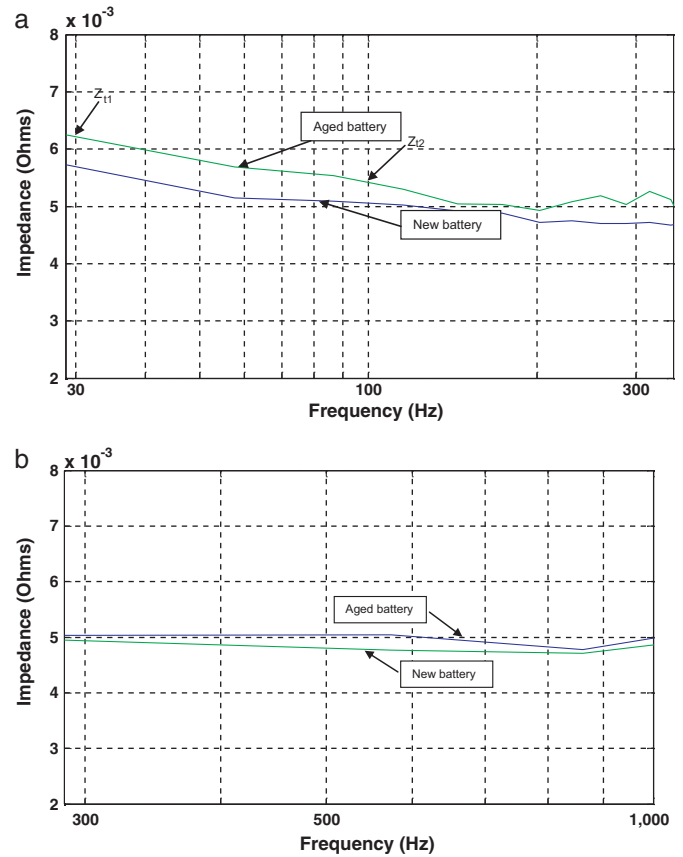 a
x 10⁻³
8
7
6
5
4
3
2
Impedance (Ohms)
Zt1
Aged battery
Zt2
New battery
30
100
300
Frequency (Hz)
b
x 10⁻³
8
7
6
5
4
3
2
Impedance (Ohms)
Aged battery
New battery
300
500
1,000
Frequency (Hz)